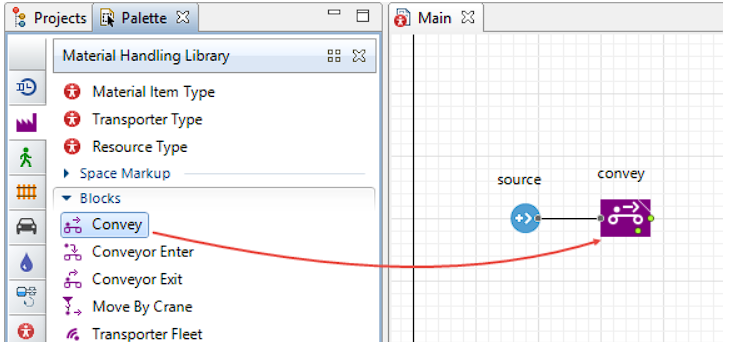 Projects
Palette
Main
Material Handling Library
Material Item Type
Transporter Type
Resource Type
Space Markup
Blocks
Convey
Conveyor Enter
Conveyor Exit
Move By Crane
Transporter Fleet
source
convey